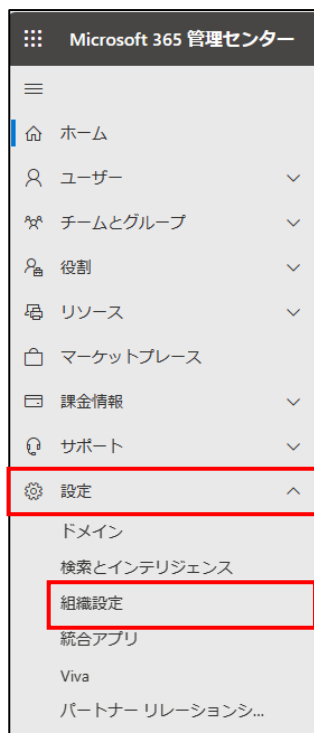 Microsoft 365 管理センター
ホーム
ユーザー
チームとグループ
役割
リソース
マーケットプレース
課金情報
サポート
設定
ドメイン
検索とインテリジェンス
組織設定
統合アプリ
Viva
パートナー リレーションシ...